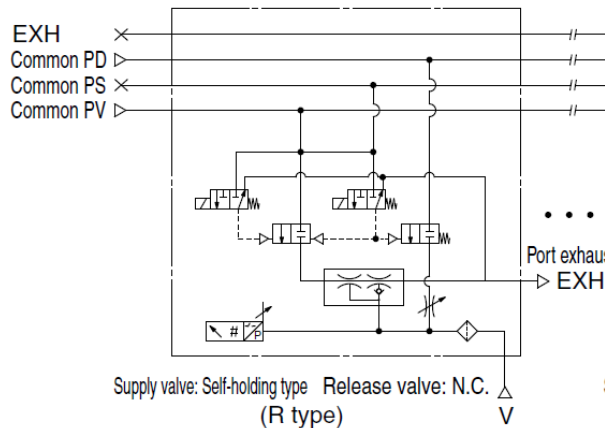 EXH
Common PD
Common PS
Common PV
Port exhaus
EXH
#
P
Supply valve: Self-holding type Release valve: N.C.
(R type)
V